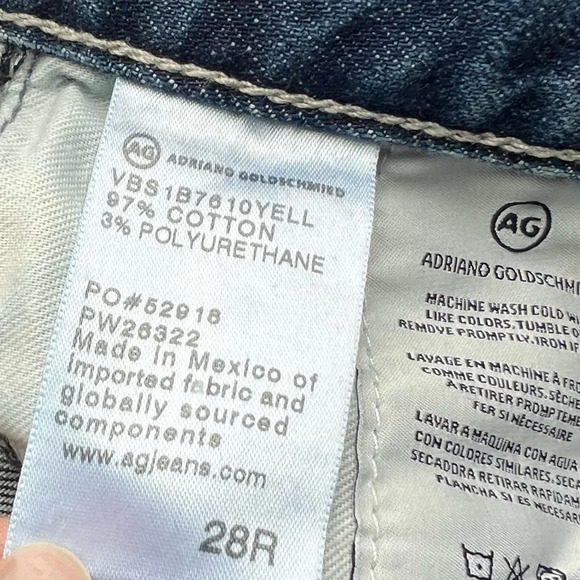 AG ADRIANO GOLDSCHMIED
VBS1B7610YELL
97% COTTON
3% POLYURETHANE
PO#52918
PW26322
Made in Mexico of
imported fabric and
globally sourced
components
www.agjeans.com
28R
AG
ADRIANO GOLDSCHMI
MACHINE WASH COLD
LIKE COLORS. TUMBLE
REMOVE PROMPTLY. IRON IF
LAVAGE EN MACHINE À
COMME COULEURS. SÈCHE
À RETIRER PROMPTEME
FER SI NÉCESSAIRE
LAVAR A MAQUINA CON AGUA
CON COLORES SIMILARES. SECA
SECADORA RETIRAR RAPIDAM
PLANCHA SI ES NECESAR